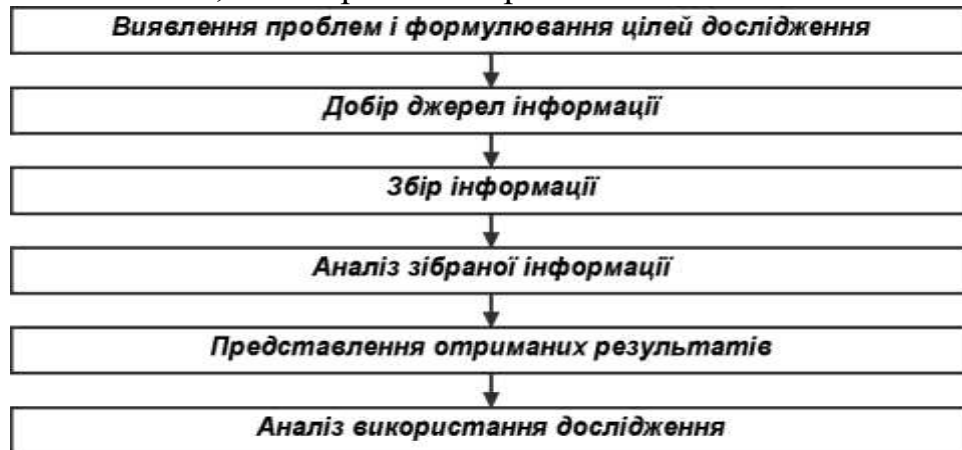 Виявлення проблем і формулювання цілей дослідження
Добір джерел інформації
Збір інформації
Аналіз зібраної інформації
Представлення отриманих результатів
Аналіз використання дослідження